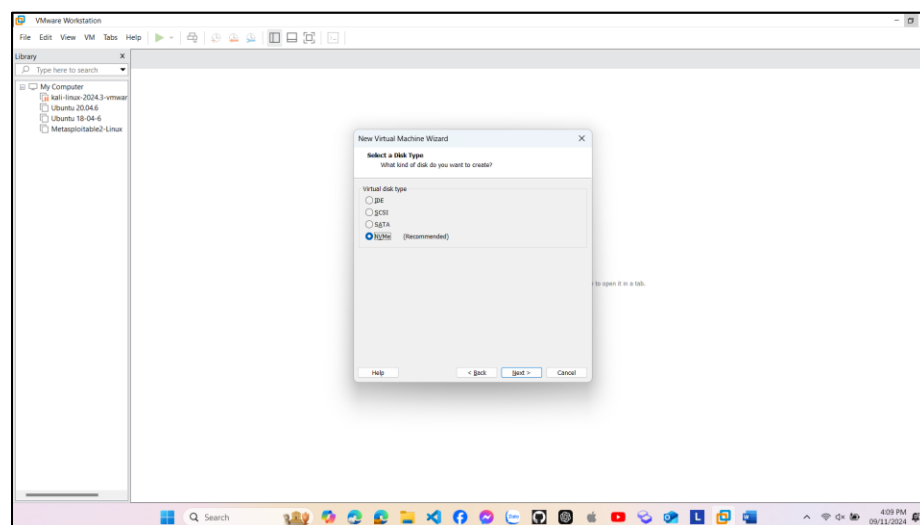 VMware Workstation
File Edit View VM Tabs Help
Library X
Type here to search
My Computer
kali-linux-2024.3-vmwar
Ubuntu 20.04.6
Ubuntu 18-04-6
Metasploitable2-Linux
New Virtual Machine Wizard
Select a Disk Type
What kind of disk do you want to create?
Virtual disk type
IDE
SCSI
SATA
NVMe (Recommended)
to open it in a tab.
Help < Back Next > Cancel
Search
Zalo
L
4:09 PM
09/11/2024